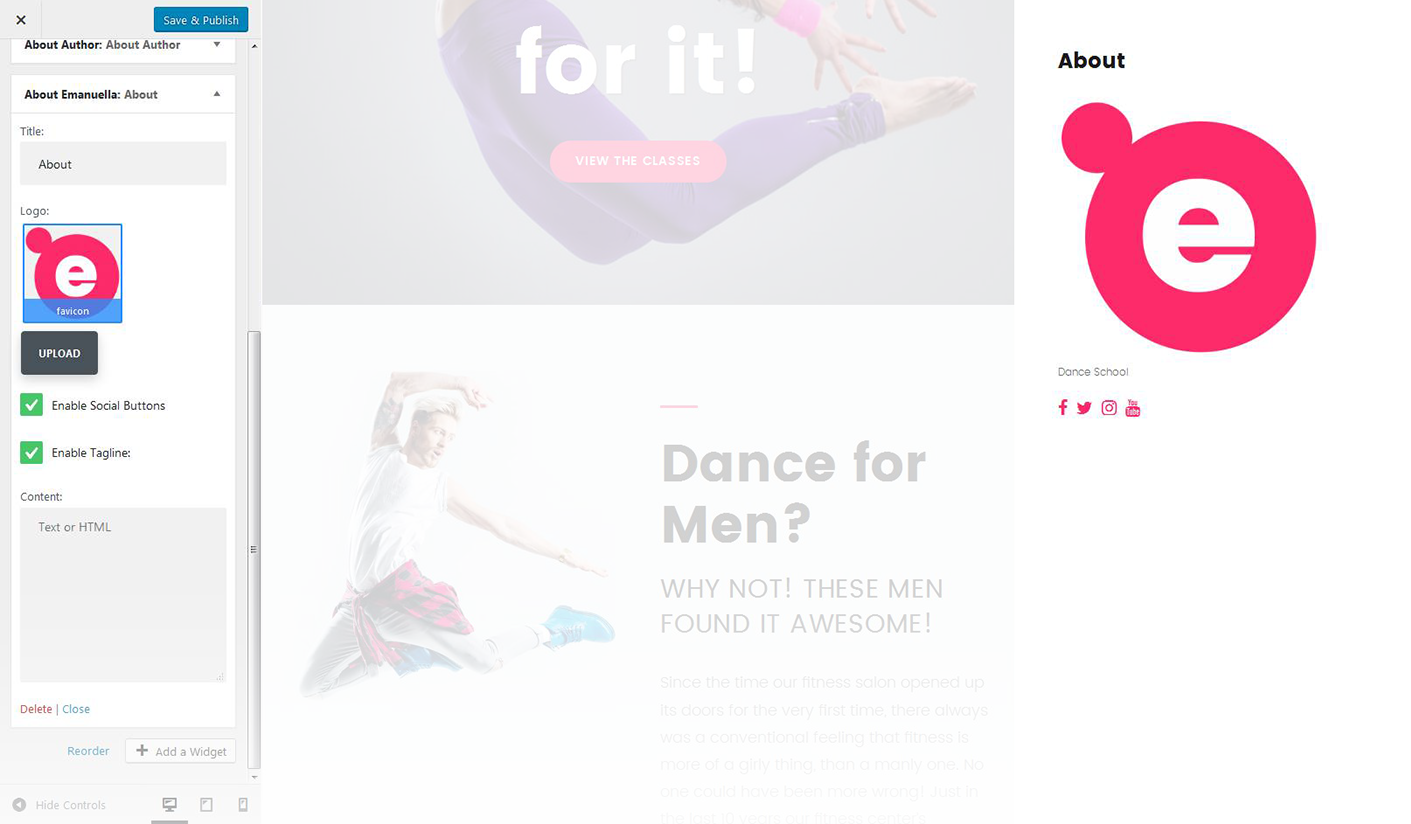 Save & Publish
About Author: About Author
About Emanuella: About
Title:
About
Logo:
e
favicon
UPLOAD
Enable Social Buttons
Enable Tagline:
Content:
Text or HTML
Delete | Close
Reorder
Add a Widget
Hide Controls
for it!
VIEW THE CLASSES
Dance for
Men?
WHY NOT! THESE MEN
FOUND IT AWESOME!
Since the time our fitness salon opened up
its doors for the very first time, there always
was a conventional feeling that fitness is
more of a girly thing, than a manly one. No
one could have been more wrong! Just in
the last 10 years our fitness center's
About
e
Dance School
You
Tube